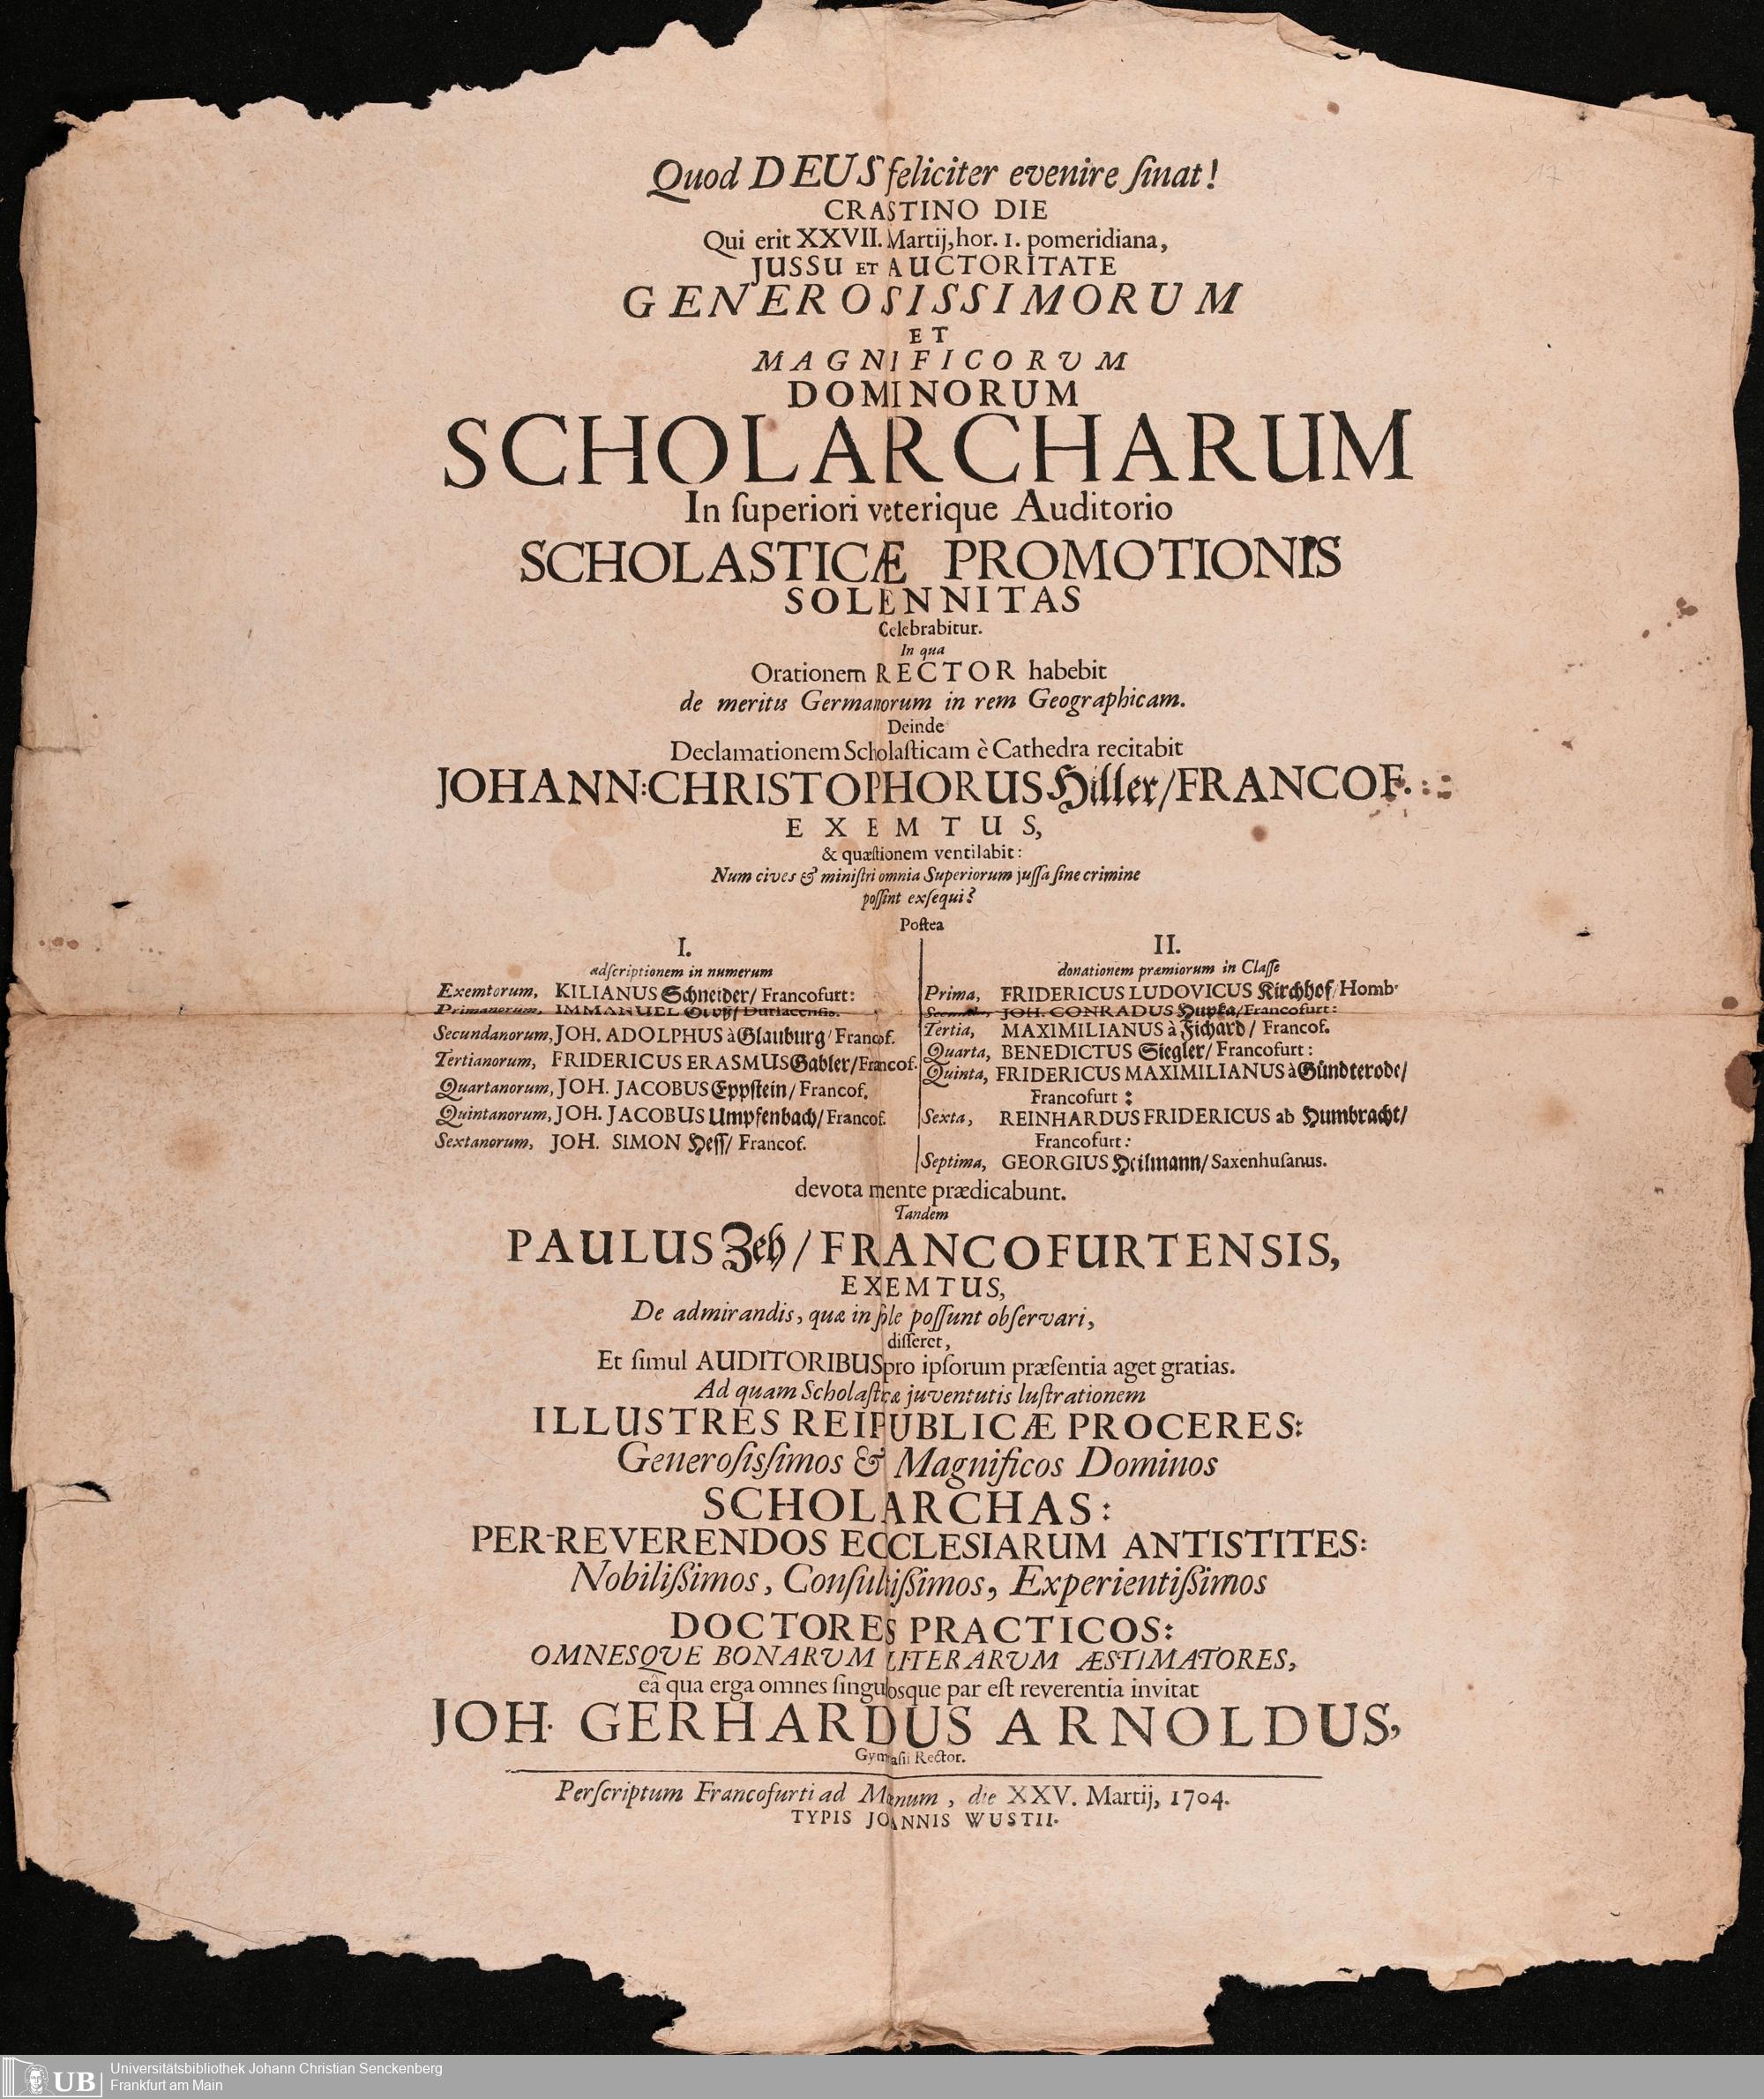 Quod DEUS feliciter evenire ſinat!
CRASTINO DIE
Qui erit XXVII. Martij, hor. 1. pomeridiana,
JUSSU ET AUCTORITATE
GENEROSISSIMORUM
ET
MAGNIFICORUM
DOMINORUM
SCHOLARCHARUM
In ſuperiori veterique Auditorio
SCHOLASTICÆ PROMOTIONIS
SOLENNITAS
Celebrabitur.
In qua
Orationem RECTOR habebit
de meritis Germanorum in rem Geographicam.
Deinde
Declamationem Scholaſticam è Cathedra recitabit
JOHANN: CHRISTOPHORUS Hiller/ FRANCOF.
EXEMTUS,
& quæſtionem ventilabit:
Num cives & miniſtri omnia Superiorum juſſa ſine crimine
poſſint exſequi?
Poſtea
I.
adſcriptionem in numerum
Exemtorum, KILIANUS Schneider/ Francofurt:
Primanorum, IMMANUEL Durlacenſis.
Secundanorum, JOH. ADOLPHUS à Glauburg/ Francof.
Tertianorum, FRIDERICUS ERASMUS Gabler/ Francof.
Quartanorum, JOH. JACOBUS Eppſtein/ Francof.
Quintanorum, JOH. JACOBUS Umpfenbach/ Francof.
Sextanorum, JOH. SIMON Heſſ/ Francof.
II.
donationem præmiorum in Claſſe
Prima, FRIDERICUS LUDOVICUS Kirchhof/ Homb.
Secunda, JOH. CONRADUS Hupka/ Francofurt:
Tertia, MAXIMILIANUS à Fichard/ Francof.
Quarta, BENEDICTUS Siegler/ Francofurt:
Quinta, FRIDERICUS MAXIMILIANUS à Günderode/
Francofurt:
Sexta, REINHARDUS FRIDERICUS ab Humbracht/
Francofurt:
Septima, GEORGIUS Heilmann/ Saxenhuſanus.
devota mente prædicabunt.
Tandem
PAULUS Zeh/ FRANCOFURTENSIS,
EXEMTUS,
De admirandis, quæ in ſole poſſunt obſervari,
diſſeret,
Et ſimul AUDITORIBUS pro ipſorum præſentia aget gratias.
Ad quam Scholaſticæ juventutis luſtrationem
ILLUSTRES REIPUBLICÆ PROCERES:
Generoſiſſimos & Magnificos Dominos
SCHOLARCHAS:
PER-REVERENDOS ECCLESIARUM ANTISTITES:
Nobilißimos, Conſultißimos, Experientißimos
DOCTORES PRACTICOS:
OMNESQUE BONARUM LITERARUM ÆSTIMATORES,
eâ qua erga omnes ſingulosque par eſt reverentia invitat
JOH. GERHARDUS ARNOLDUS,
Gymnaſii Rector.
Perſcriptum Francofurti ad Mœnum, die XXV. Martij, 1704.
TYPIS JOANNIS WUSTII.
UB
Universitätsbibliothek Johann Christian Senckenberg
Frankfurt am Main